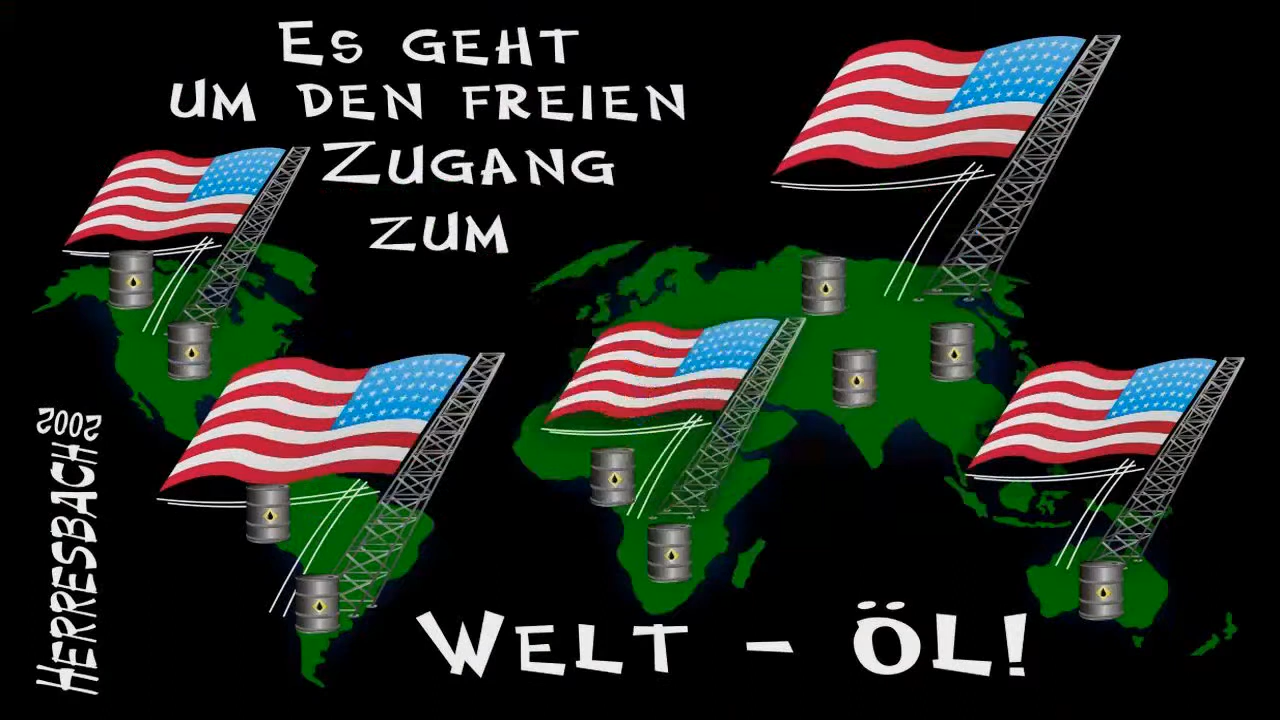 Es geht
um den freien
Zugang
zum
Welt - Öl!
Herresbach 2002